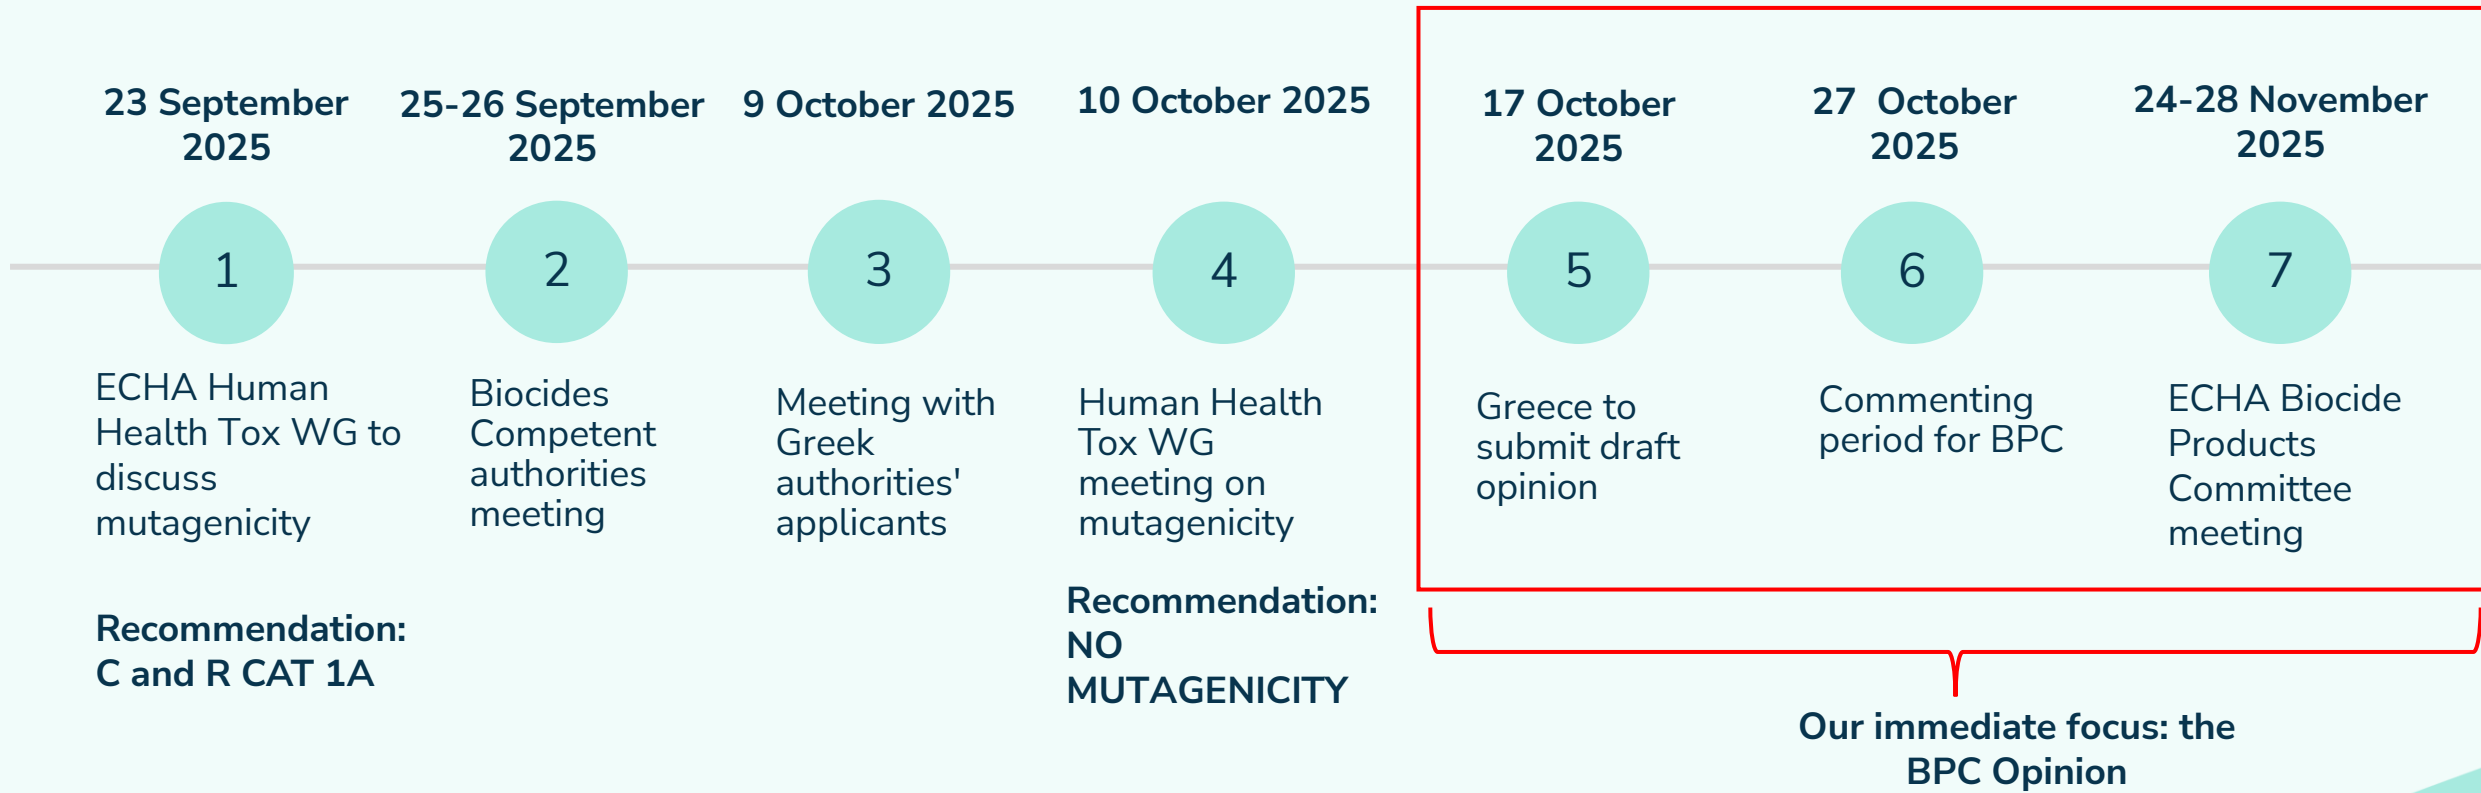 23 September
2025
25-26 September
2025
9 October 2025
10 October 2025
17 October
2025
27  October
2025
24-28 November
2025
1
2
3
4
5
6
7
ECHA Human
Health Tox WG to
discuss
mutagenicity
Recommendation:
C and R CAT 1A
Biocides
Competent
authorities
meeting
Meeting with
Greek
authorities'
applicants
Human Health
Tox WG
meeting on
mutagenicity
Recommendation:
NO
MUTAGENICITY
Greece to
submit draft
opinion
Commenting
period for BPC
ECHA Biocide
Products
Committee
meeting
Our immediate focus: the
BPC Opinion